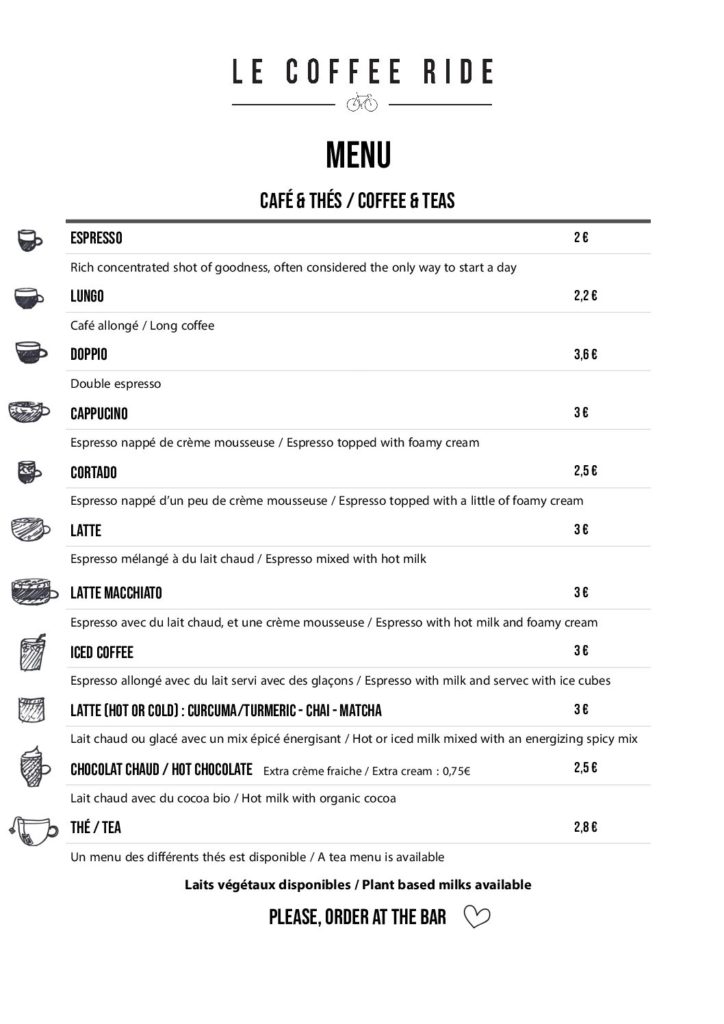 LE COFFEE RIDE
MENU
CAFÉ & THÉS / COFFEE & TEAS
ESPRESSO 2 €
Rich concentrated shot of goodness, often considered the only way to start a day
LUNGO 2,2 €
Café allongé / Long coffee
DOPPIO 3,6 €
Double espresso
CAPPUCINO 3 €
Espresso nappé de crème mousseuse / Espresso topped with foamy cream
CORTADO 2,5 €
Espresso nappé d'un peu de crème mousseuse / Espresso topped with a little of foamy cream
LATTE 3 €
Espresso mélangé à du lait chaud / Espresso mixed with hot milk
LATTE MACCHIATO 3 €
Espresso avec du lait chaud, et une crème mousseuse / Espresso with hot milk and foamy cream
ICED COFFEE 3 €
Espresso allongé avec du lait servi avec des glaçons / Espresso with milk and servec with ice cubes
LATTE (HOT OR COLD) : CURCUMA/TURMERIC - CHAI - MATCHA 3 €
Lait chaud ou glacé avec un mix épicé énergisant / Hot or iced milk mixed with an energizing spicy mix
CHOCOLAT CHAUD / HOT CHOCOLATE Extra crème fraiche / Extra cream : 0,75€ 2,5 €
Lait chaud avec du cocoa bio / Hot milk with organic cocoa
THÉ / TEA 2,8 €
Un menu des différents thés est disponible / A tea menu is available
Laits végétaux disponibles / Plant based milks available
PLEASE, ORDER AT THE BAR